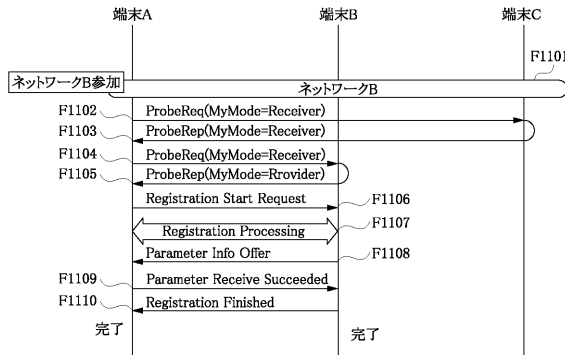 端末A 端末B 端末C
F1101
ネットワークB参加
ネットワークB
F1102 ProbeReq(MyMode=Receiver)
F1103 ProbeRep(MyMode=Receiver)
F1104 ProbeReq(MyMode=Receiver)
F1105 ProbeRep(MyMode=Rrovider)
Registration Start Request F1106
Registration Processing F1107
Parameter Info Offer F1108
F1109 Parameter Receive Succeeded
F1110 Registration Finished
完了 完了